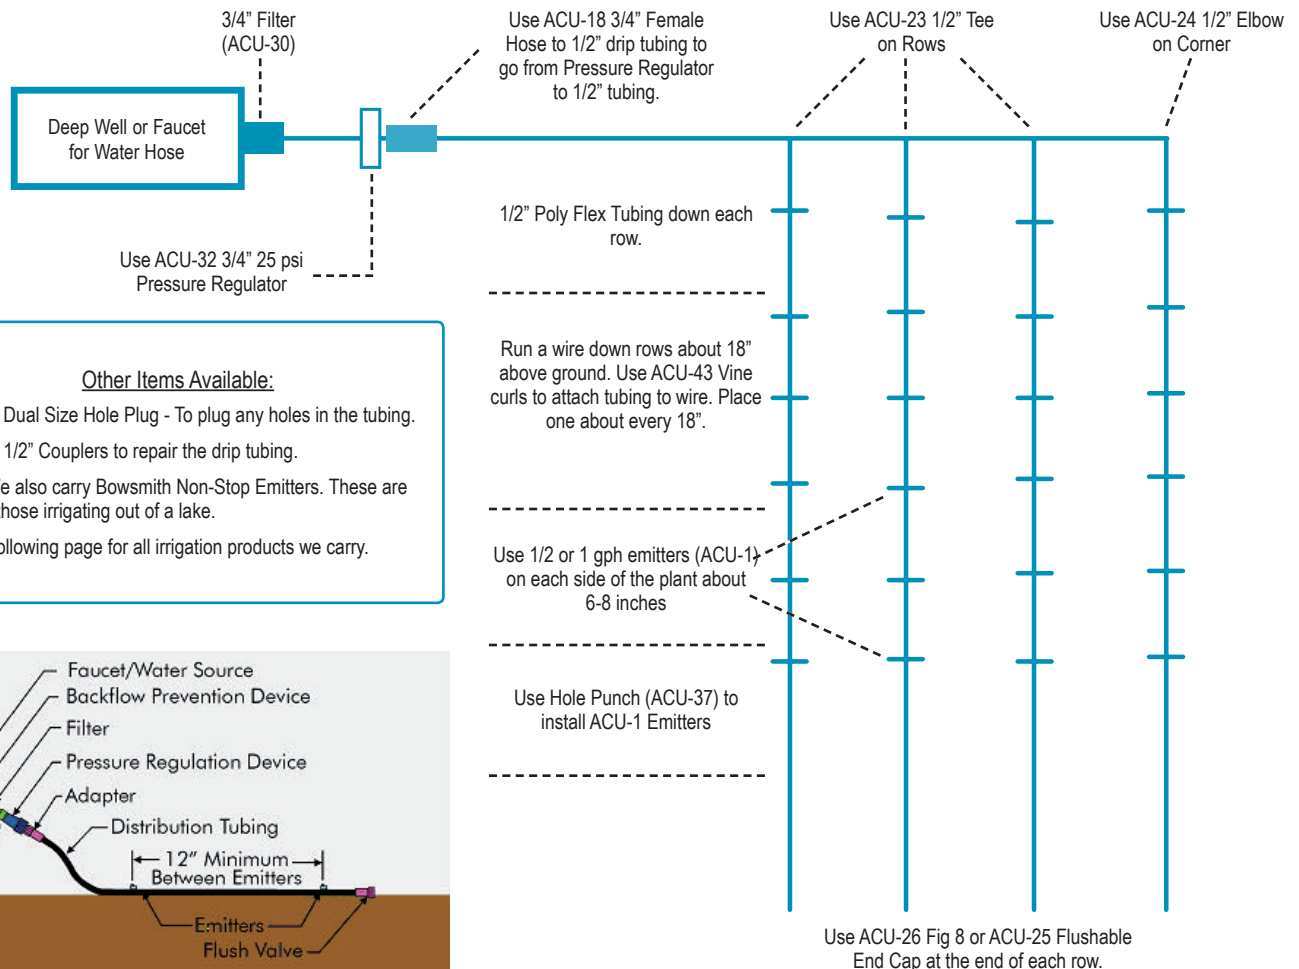 3/4” Filter
(ACU-30)
Use ACU-18 3/4” Female
Hose to 1/2” drip tubing to
go from Pressure Regulator
to 1/2” tubing.
Use ACU-23 1/2” Tee
on Rows
Use ACU-24 1/2” Elbow
on Corner
Deep Well or Faucet
for Water Hose
Use ACU-32 3/4” 25 psi
Pressure Regulator
1/2” Poly Flex Tubing down each
row.
Run a wire down rows about 18”
above ground. Use ACU-43 Vine
curls to attach tubing to wire. Place
one about every 18”.
Use 1/2 or 1 gph emitters (ACU-1)
on each side of the plant about
6-8 inches
Use Hole Punch (ACU-37) to
install ACU-1 Emitters
Other Items Available:
Dual Size Hole Plug - To plug any holes in the tubing.
1/2” Couplers to repair the drip tubing.
also carry Bowsmith Non-Stop Emitters. These are
those irrigating out of a lake.
page for all irrigation products we carry.
Faucet/Water Source
Backflow Prevention Device
Filter
Pressure Regulation Device
Adapter
Distribution Tubing
12” Minimum
Between Emitters
Emitters
Flush Valve
Use ACU-26 Fig 8 or ACU-25 Flushable
End Cap at the end of each row.